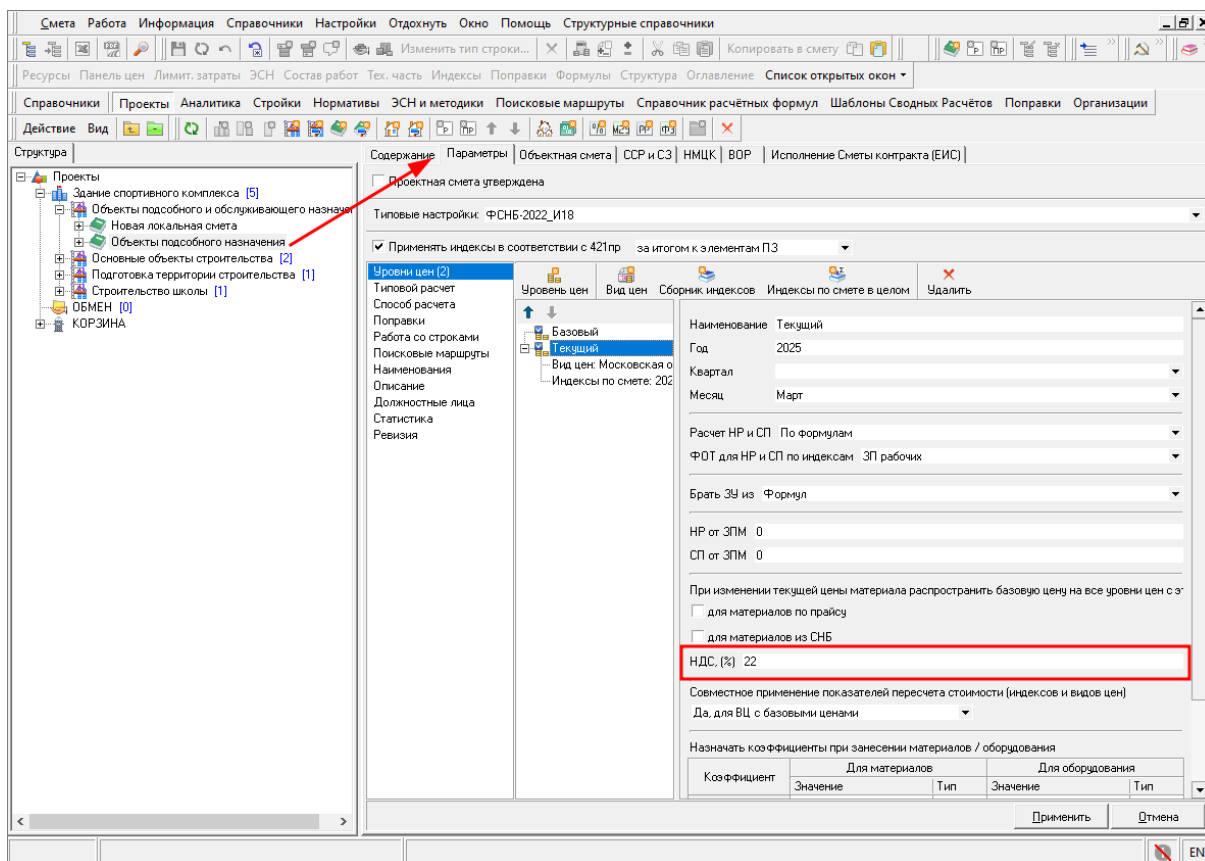 Смета Работа Информация Справочники Настройки Отдохнуть Окно Помощь Структурные справочники
Изменить тип строки... Копировать в смету
Ресурсы Панель цен Лимит. затраты ЭСН Состав работ Тех. часть Индексы Поправки Формулы Структура Оглавление Список открытых окон
Справочники Проекты Аналитика Стройки Нормативы ЭСН и методики Поисковые маршруты Справочник расчётных формул Шаблоны Сводных Расчётов Поправки Организации
Действие Вид
Структура
Проекты
Здание спортивного комплекса [5]
Объекты подсобного и обслуживающего назначе
Новая локальная смета
Объекты подсобного назначения
Основные объекты строительства [2]
Подготовка территории строительства [1]
Строительство школы [1]
ОБМЕН [0]
КОРЗИНА
Содержание Параметры Объектная смета ССР и СЗ НМЦК ВОР Исполнение Сметы контракта (ЕИС)
Проектная смета утверждена
Типовые настройки: ФСНБ-2022_И18
Применять индексы в соответствии с 421пр за итогом к элементам ПЗ
Уровни цен (2)
Типовой расчет
Способ расчета
Поправки
Работа со строками
Поисковые маршруты
Наименования
Описание
Должностные лица
Статистика
Ревизия
Уровень цен Вид цен Сборник индексов Индексы по смете в целом Удалить
Базовый
Текущий
Вид цен: Московская о
Индексы по смете: 202
Наименование Текущий
Год 2025
Квартал
Месяц Март
Расчет НР и СП По формулам
ФОТ для НР и СП по индексам ЗП рабочих
Брать ЗУ из Формул
НР от ЗПМ 0
СП от ЗПМ 0
При изменении текущей цены материала распространить базовую цену на все уровни цен с эт
для материалов по прайсу
для материалов из СНБ
НДС, (%) 22
Совместное применение показателей пересчета стоимости (индексов и видов цен)
Да, для ВЦ с базовыми ценами
Назначать коэффициенты при занесении материалов / оборудования
Коэффициент Для материалов Для оборудования
Значение Тип Значение Тип
Применить Отмена
EN